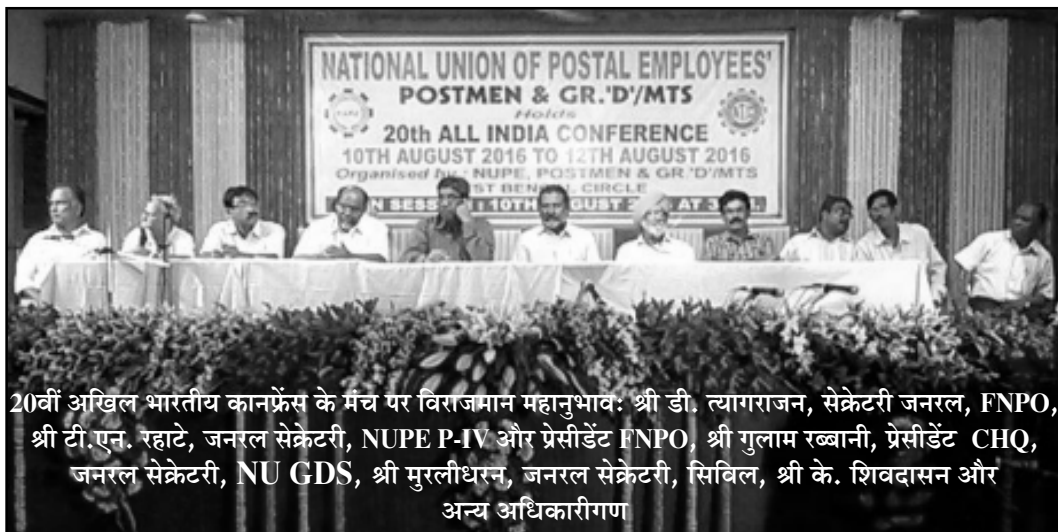 NATIONAL UNION OF POSTAL EMPLOYEES'
POSTMEN & GR.'D'/MTS
Holds
20th ALL INDIA CONFERENCE
10TH AUGUST 2016 TO 12TH AUGUST 2016
Organised by : NUPE, POSTMEN & GR.'D'/MTS
BENGAL CIRCLE
: 10TH AT
20वीं अखिल भारतीय कानफ्रेंस के मंच पर विराजमान महानुभावः श्री डी. त्यागराजन, सेक्रेटरी जनरल, FNPO,
श्री टी.एन. रहाटे, जनरल सेक्रेटरी, NUPE P-IV और प्रेसीडेंट FNPO, श्री गुलाम रब्बानी, प्रेसीडेंट CHQ,
जनरल सेक्रेटरी, NU GDS, श्री मुरलीधरन, जनरल सेक्रेटरी, सिविल, श्री के. शिवदासन और
अन्य अधिकारीगण